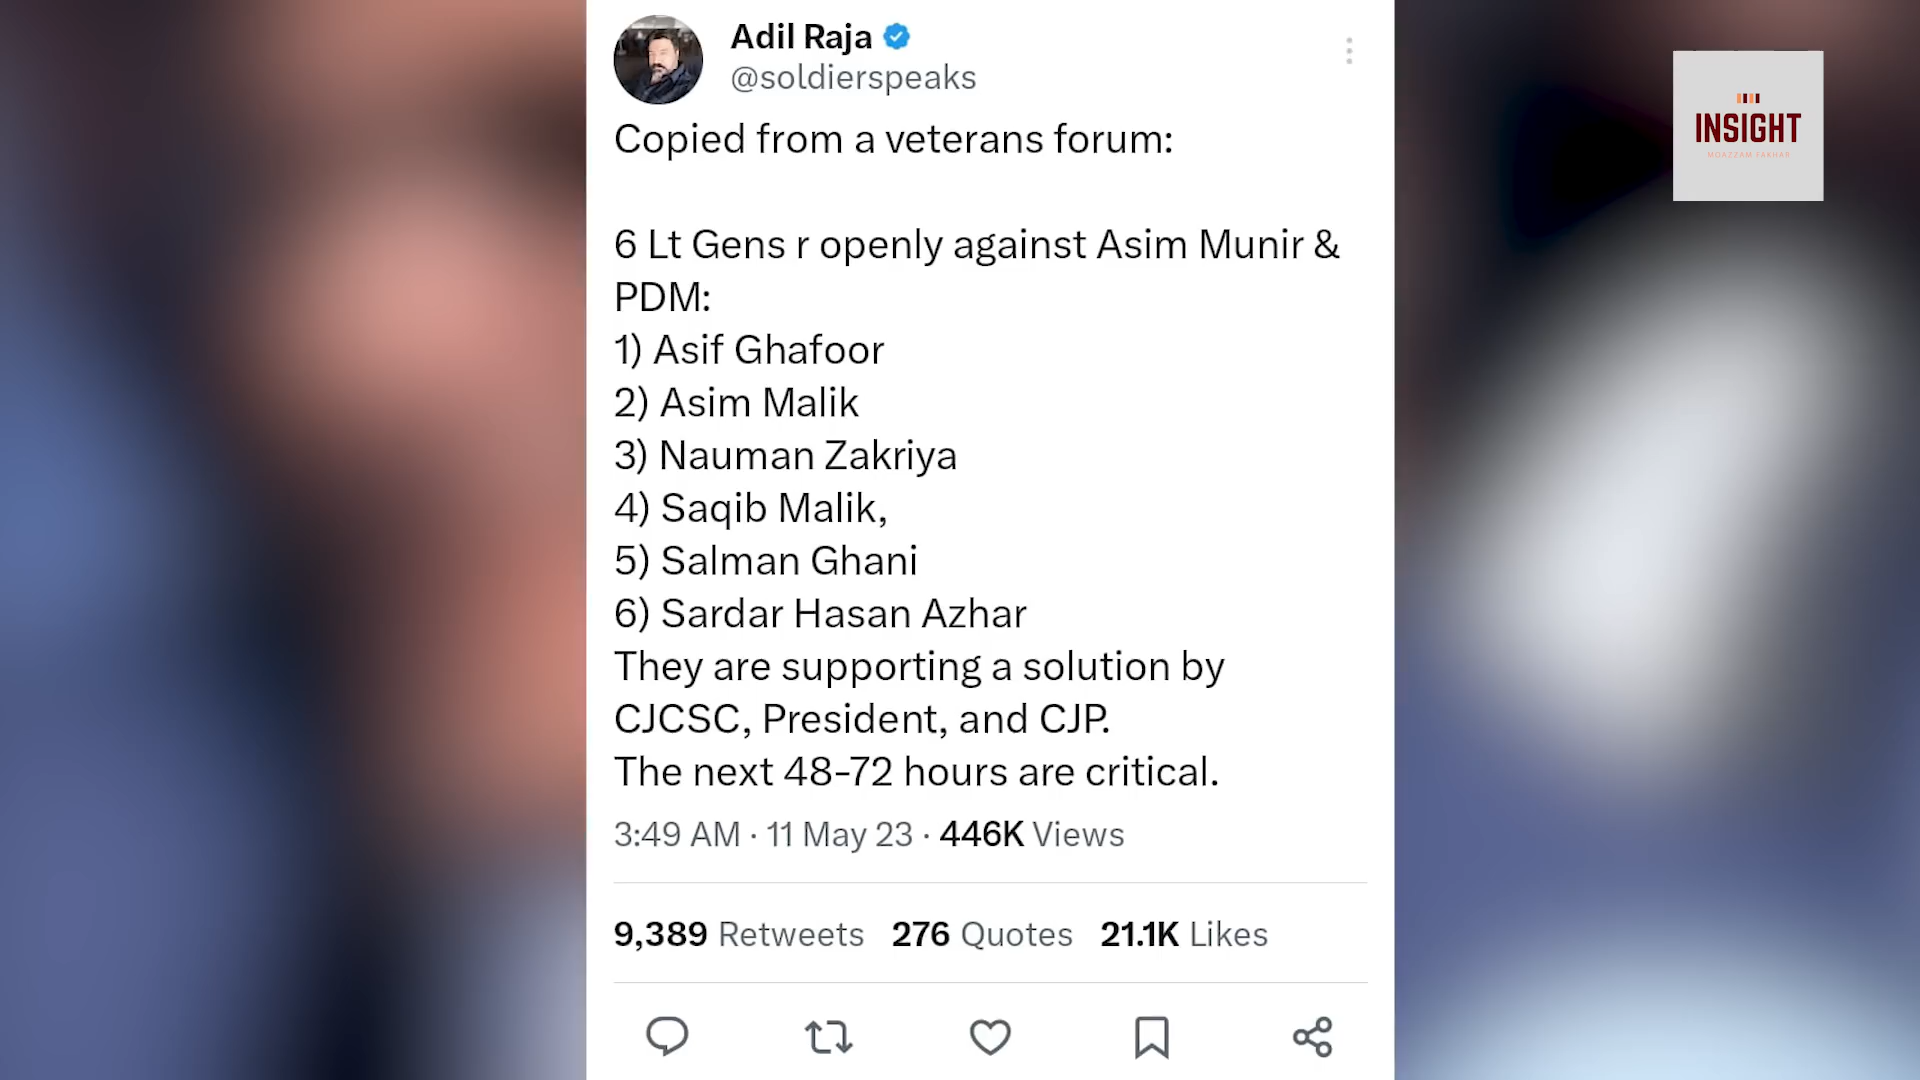 Adil Raja
@soldierspeaks
Copied from a veterans forum:
6 Lt Gens r openly against Asim Munir &
PDM:
1) Asif Ghafoor
2) Asim Malik
3) Nauman Zakriya
4) Saqib Malik,
5) Salman Ghani
6) Sardar Hasan Azhar
They are supporting a solution by
CJCSC, President, and CJP.
The next 48-72 hours are critical.
3:49 AM · 11 May 23 · 446K Views
9,389 Retweets 276 Quotes 21.1K Likes
INSIGHT
MOAZZAM FAKHAR